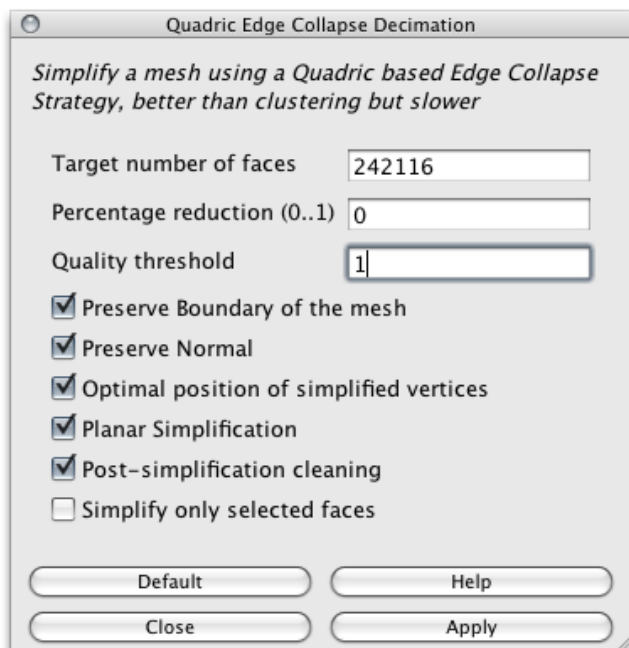 Quadric Edge Collapse Decimation
Simplify a mesh using a Quadric based Edge Collapse
Strategy, better than clustering but slower
Target number of faces 242116
Percentage reduction (0..1) 0
Quality threshold 1
Preserve Boundary of the mesh
Preserve Normal
Optimal position of simplified vertices
Planar Simplification
Post-simplification cleaning
Simplify only selected faces
Default Help
Close Apply